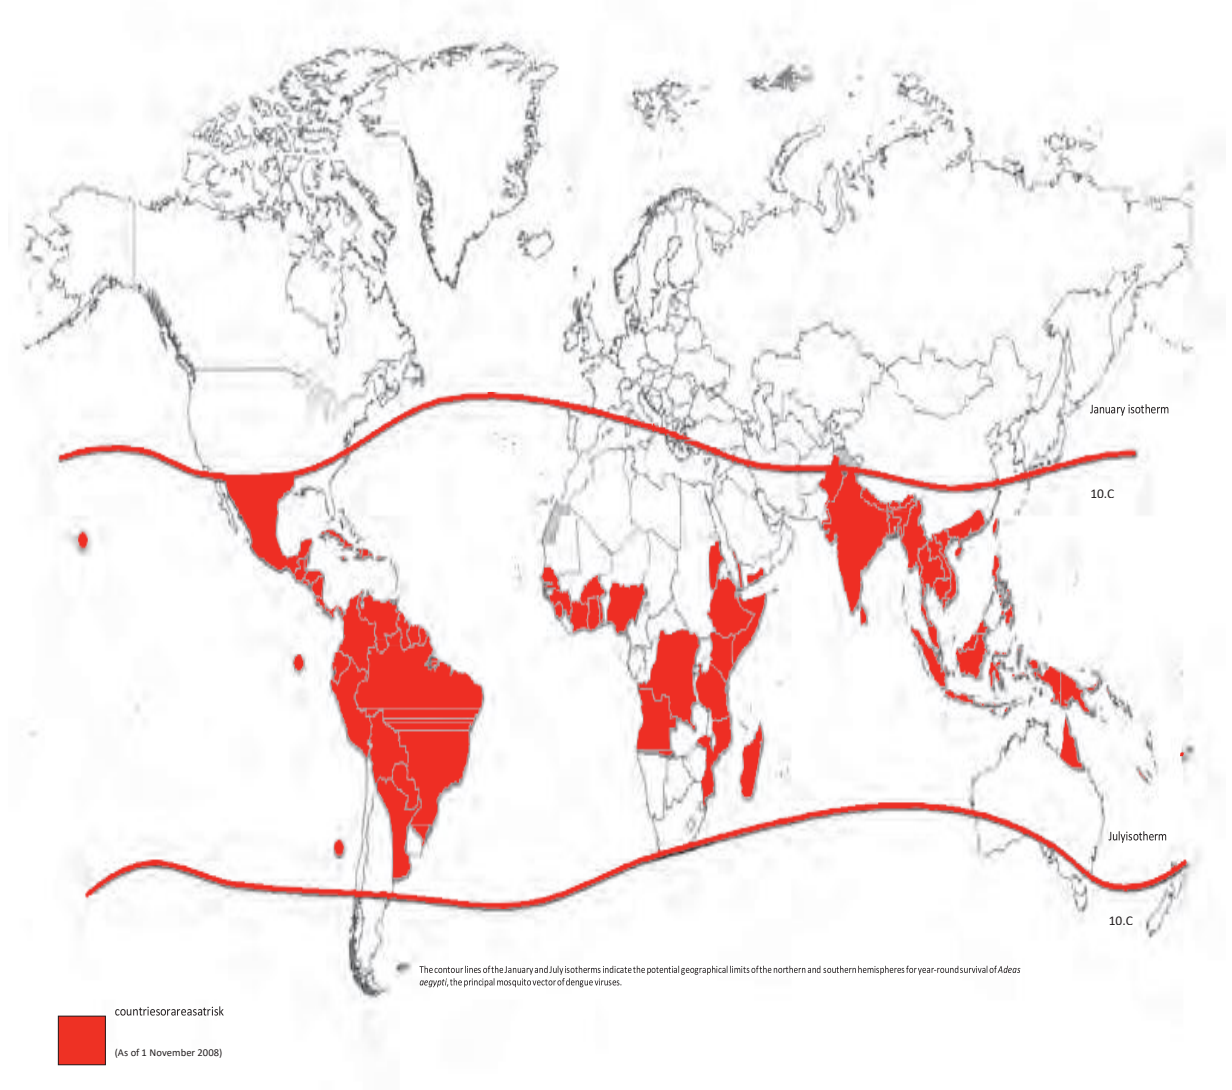 January isotherm
10.C
Julyisotherm
10.C
The contour lines of the January and July isotherms indicate the potential geographical limits of the northern and southern hemispheres for year-round survival of Adeas
aegypti, the principal mosquito vector of dengue viruses.
countriesorareasatrisk
(As of 1 November 2008)